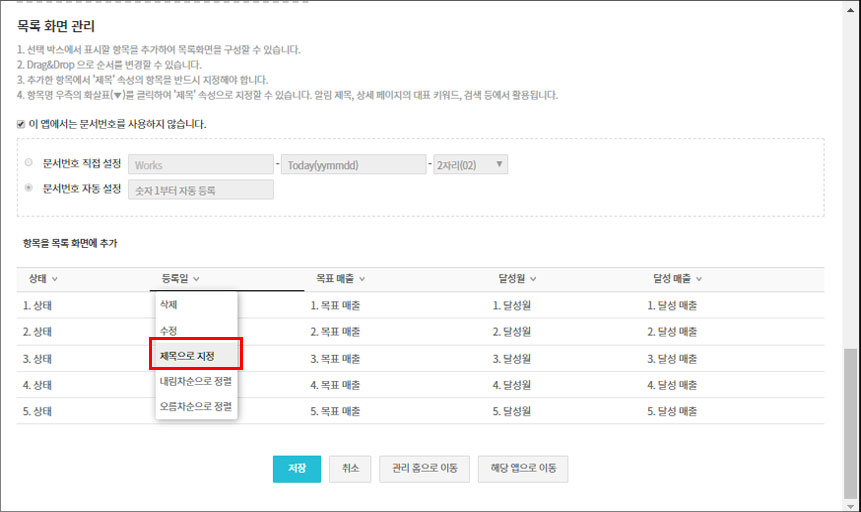 목록 화면 관리
1. 선택 박스에서 표시할 항목을 추가하여 목록화면을 구성할 수 있습니다.
2. Drag&Drop 으로 순서를 변경할 수 있습니다.
3. 추가한 항목에서 '제목' 속성의 항목을 반드시 지정해야 합니다.
4. 항목명 우측의 화살표(▼)를 클릭하여 '제목' 속성으로 지정할 수 있습니다. 알림 제목, 상세 페이지의 대표 키워드, 검색 등에서 활용됩니다.
이 앱에서는 문서번호를 사용하지 않습니다.
문서번호 직접 설정 Works - Today(yymmdd) - 2자리(02) ▼
문서번호 자동 설정 숫자 1부터 자동 등록
항목을 목록 화면에 추가
상태 등록일 목표 매출 달성월 달성 매출
1. 상태 삭제 1. 목표 매출 1. 달성월 1. 달성 매출
2. 상태 수정 2. 목표 매출 2. 달성월 2. 달성 매출
3. 상태 제목으로 지정 3. 목표 매출 3. 달성월 3. 달성 매출
4. 상태 내림차순으로 정렬 4. 목표 매출 4. 달성월 4. 달성 매출
5. 상태 오름차순으로 정렬 5. 목표 매출 5. 달성월 5. 달성 매출
저장 취소 관리 홈으로 이동 해당 앱으로 이동